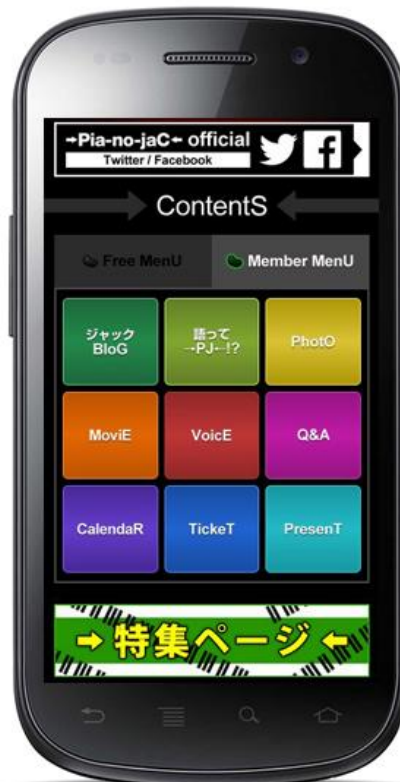 →Pia-no-jaC← official
Twitter / Facebook
ContentS
Free MenU
Member MenU
ジャック
BloG
語って
→PJ←!?
PhotO
MoviE
VoicE
Q&A
CalendaR
TickeT
PresenT
→特集ページ←